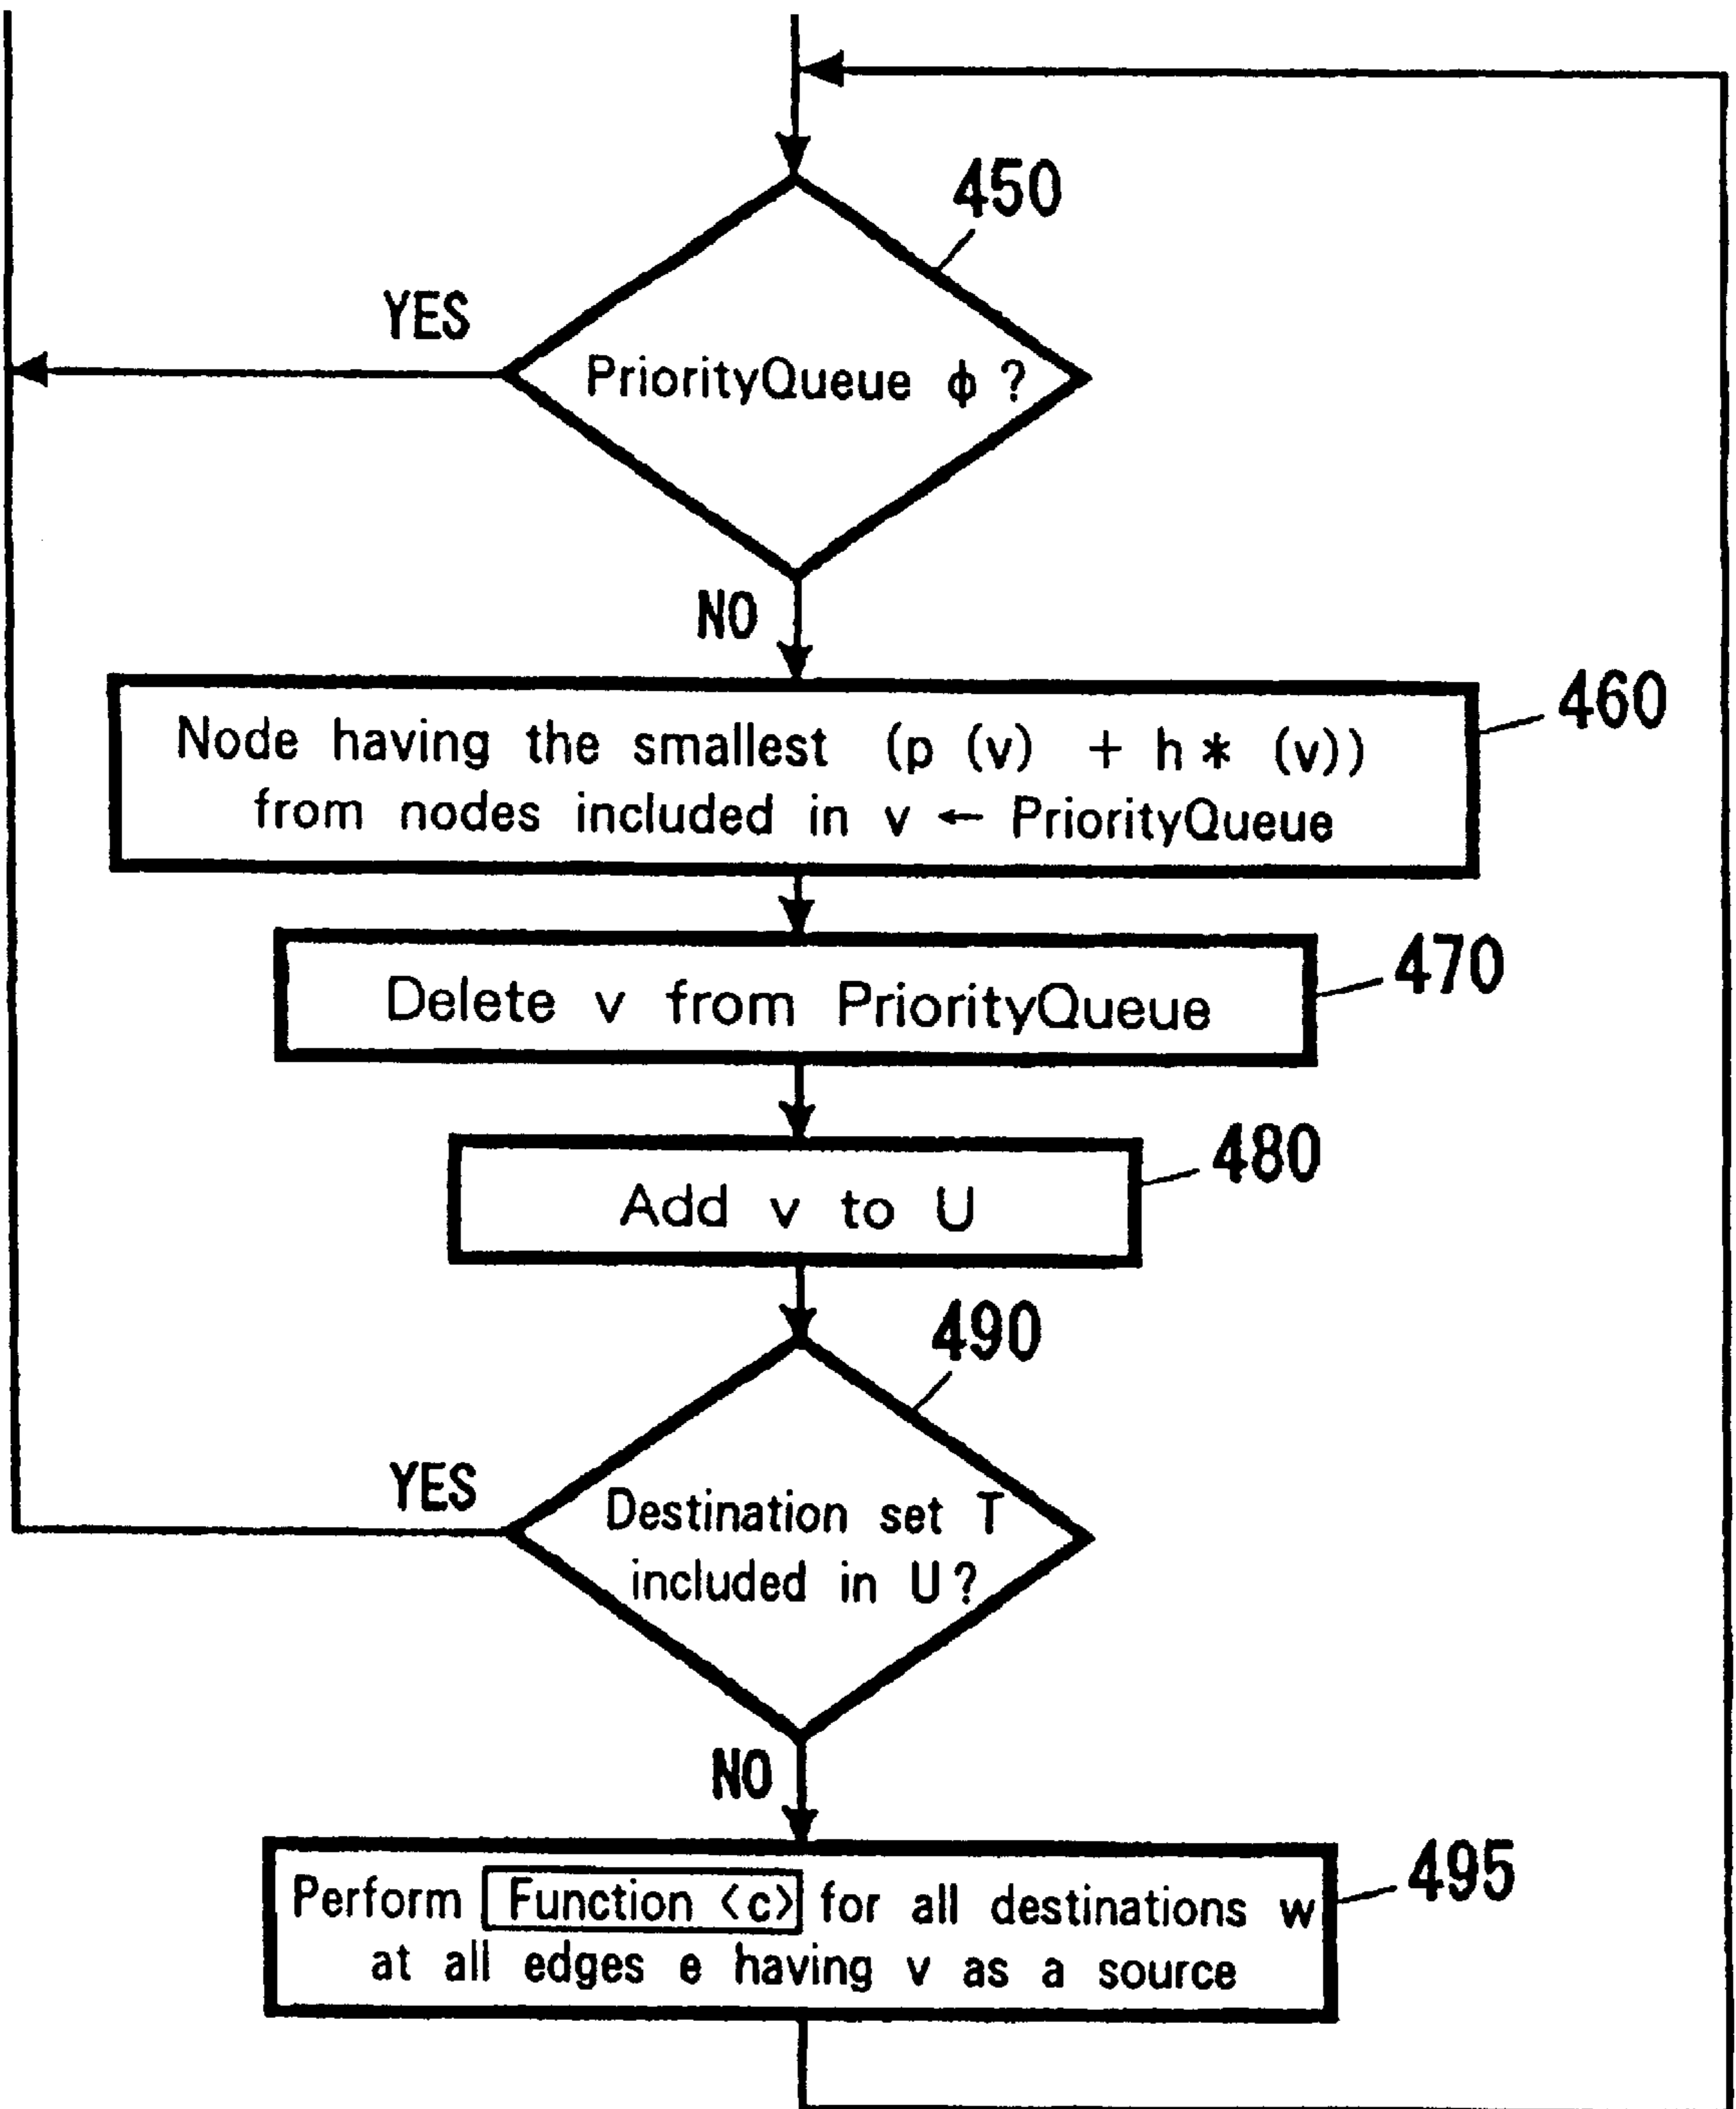 450
YES
PriorityQueue ϕ ?
NO
460
Node having the smallest (p (v) + h * (v))
from nodes included in v ← PriorityQueue
470
Delete v from PriorityQueue
480
Add v to U
490
YES
Destination set T
included in U?
NO
495
Perform Function <c> for all destinations w
at all edges e having v as a source